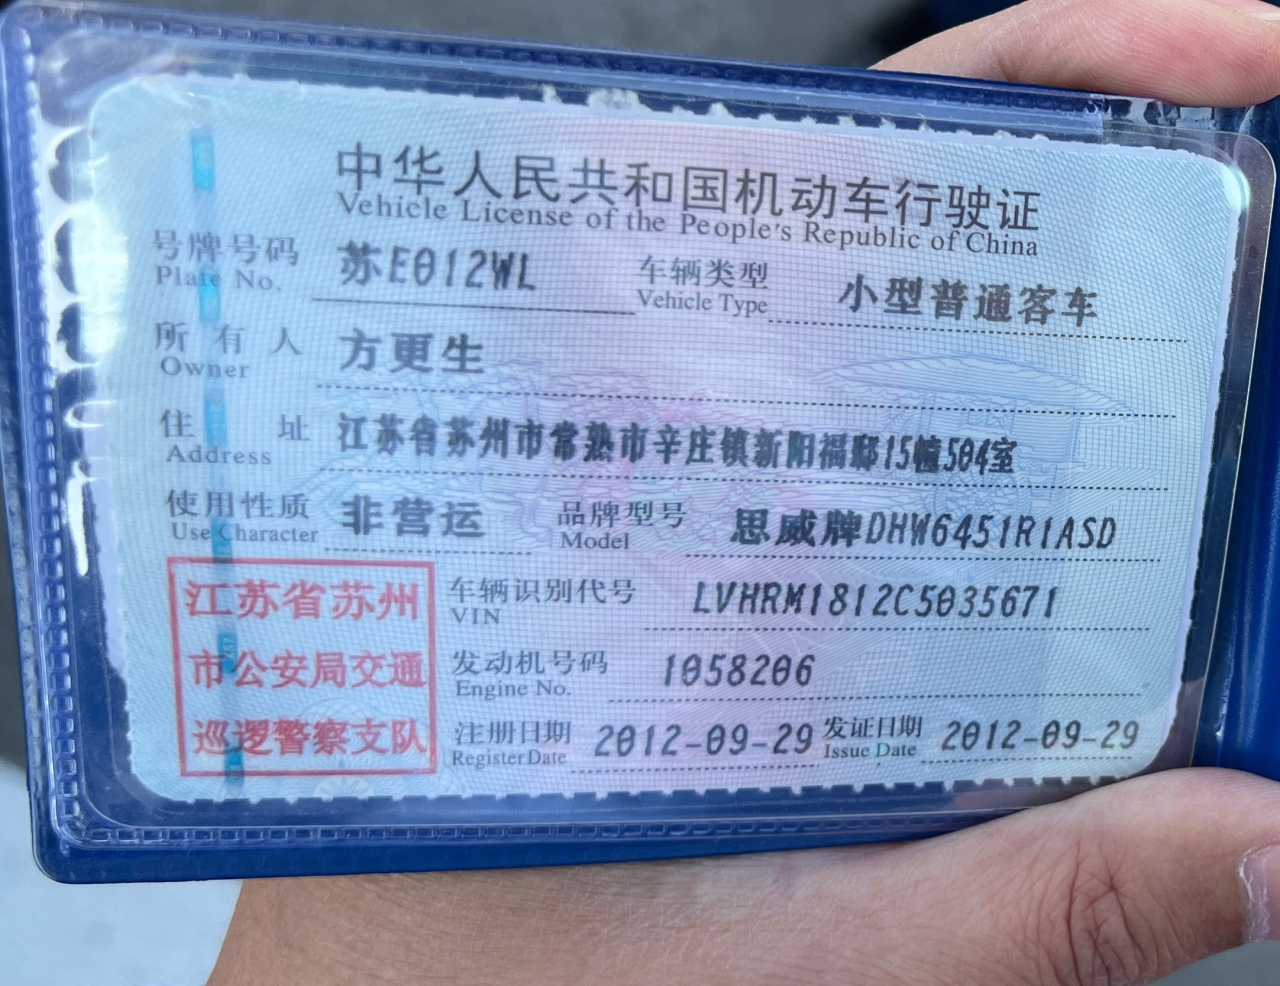 中华人民共和国机动车行驶证
Vehicle License of the People's Republic of China
号牌号码 苏E012WL 车辆类型 小型普通客车
Plate No. Vehicle Type
所有人 方更生
Owner
住址 江苏省苏州市常熟市辛庄镇新阳福邸15幢504室
Address
使用性质 非营运 品牌型号 思威牌DHW6451R1ASD
Use Character Model
江苏省苏州
市公安局交通
巡逻警察支队
车辆识别代号 LVHRM1812C5035671
VIN
发动机号码 1058206
Engine No.
注册日期 2012-09-29 发证日期 2012-09-29
Register Date Issue Date